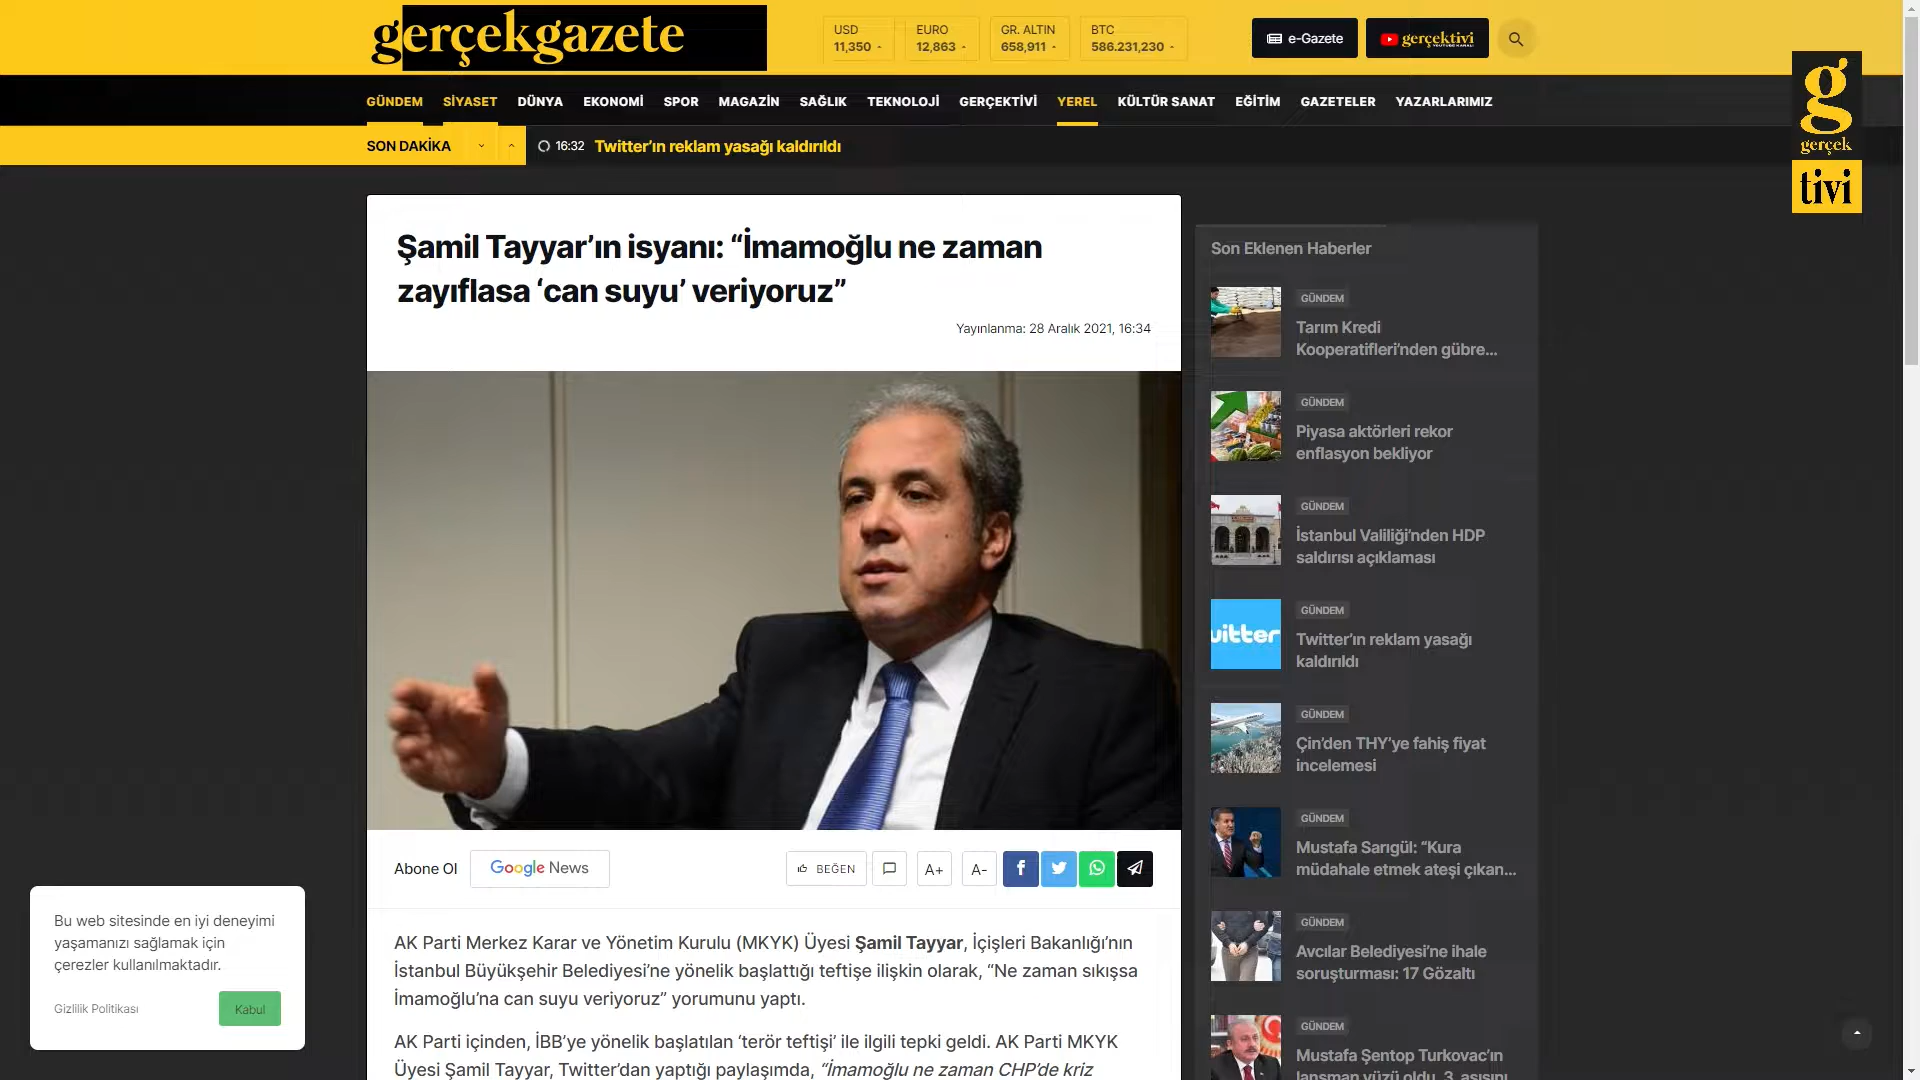 gerçekgazete
USD
11,350
EURO
12,863
GR. ALTIN
658,911
BTC
586.231,230
e-Gazete
gerçektivi
GÜNDEM SİYASET DÜNYA EKONOMİ SPOR MAGAZİN SAĞLIK TEKNOLOJİ GERÇEKTİVİ YEREL KÜLTÜR SANAT EĞİTİM GAZETELER YAZARLARIMIZ
SON DAKİKA
16:32 Twitter’ın reklam yasağı kaldırıldı
g
gerçek
tivi
Şamil Tayyar’ın isyanı: “İmamoğlu ne zaman
zayıflasa ‘can suyu’ veriyoruz”
Yayınlanma: 28 Aralık 2021, 16:34
Abone Ol
Google News
BEĞEN
A+
A-
AK Parti Merkez Karar ve Yönetim Kurulu (MKYK) Üyesi Şamil Tayyar, İçişleri Bakanlığı’nın
İstanbul Büyükşehir Belediyesi’ne yönelik başlattığı teftişe ilişkin olarak, “Ne zaman sıkışsa
İmamoğlu’na can suyu veriyoruz” yorumunu yaptı.
AK Parti içinden, İBB’ye yönelik başlatılan ‘terör teftişi’ ile ilgili tepki geldi. AK Parti MKYK
Üyesi Şamil Tayyar, Twitter’dan yaptığı paylaşımda, “İmamoğlu ne zaman CHP’de kriz
Son Eklenen Haberler
GÜNDEM
Tarım Kredi
Kooperatifleri’nden gübre...
GÜNDEM
Piyasa aktörleri rekor
enflasyon bekliyor
GÜNDEM
İstanbul Valiliği’nden HDP
saldırısı açıklaması
uitter
GÜNDEM
Twitter’ın reklam yasağı
kaldırıldı
GÜNDEM
Çin’den THY’ye fahiş fiyat
incelemesi
GÜNDEM
Mustafa Sarıgül: “Kura
müdahale etmek ateşi çıkan...
GÜNDEM
Avcılar Belediyesi’ne ihale
soruşturması: 17 Gözaltı
GÜNDEM
Mustafa Şentop Turkovac’ın
lansman yüzü oldu, 3. aşısını
Bu web sitesinde en iyi deneyimi
yaşamanızı sağlamak için
çerezler kullanılmaktadır.
Gizlilik Politikası
Kabul